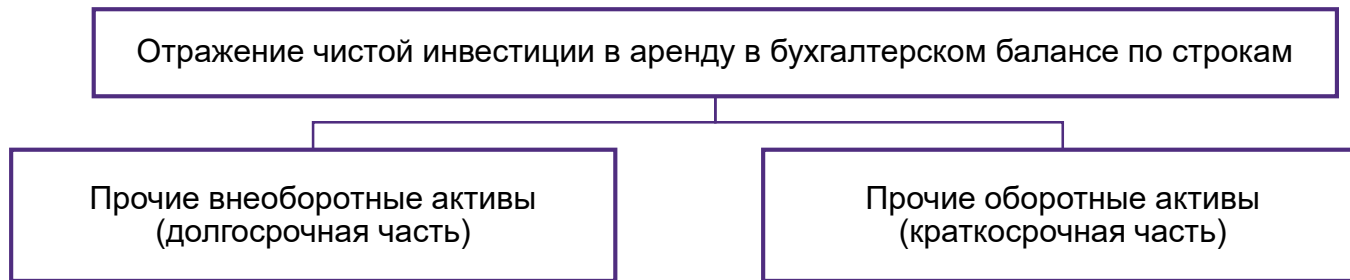 Отражение чистой инвестиции в аренду в бухгалтерском балансе по строкам
Прочие внеоборотные активы
(долгосрочная часть)
Прочие оборотные активы
(краткосрочная часть)